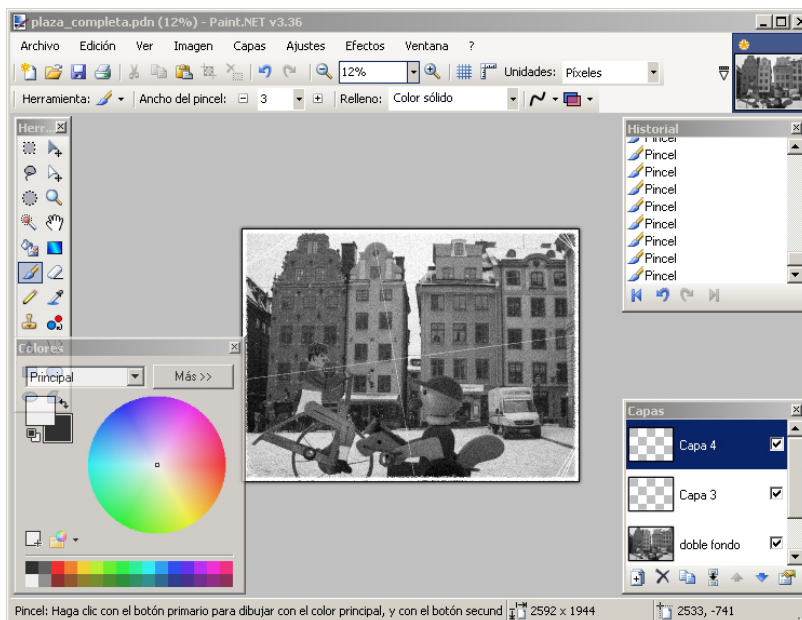 plaza_completa.pdn (12%) - Paint.NET v3.36
Archivo Edición Ver Imagen Capas Ajustes Efectos Ventana ?
12% Unidades: Píxeles
Herramienta: Ancho del pincel: 3 Relleno: Color sólido
Herr...
Historial
Pincel
Pincel
Pincel
Pincel
Pincel
Pincel
Pincel
Pincel
Pincel
Colores
Principal Más >>
Capas
Capa 4
Capa 3
doble fondo
Pincel: Haga clic con el botón primario para dibujar con el color principal, y con el botón secund 2592 x 1944 2533, -741